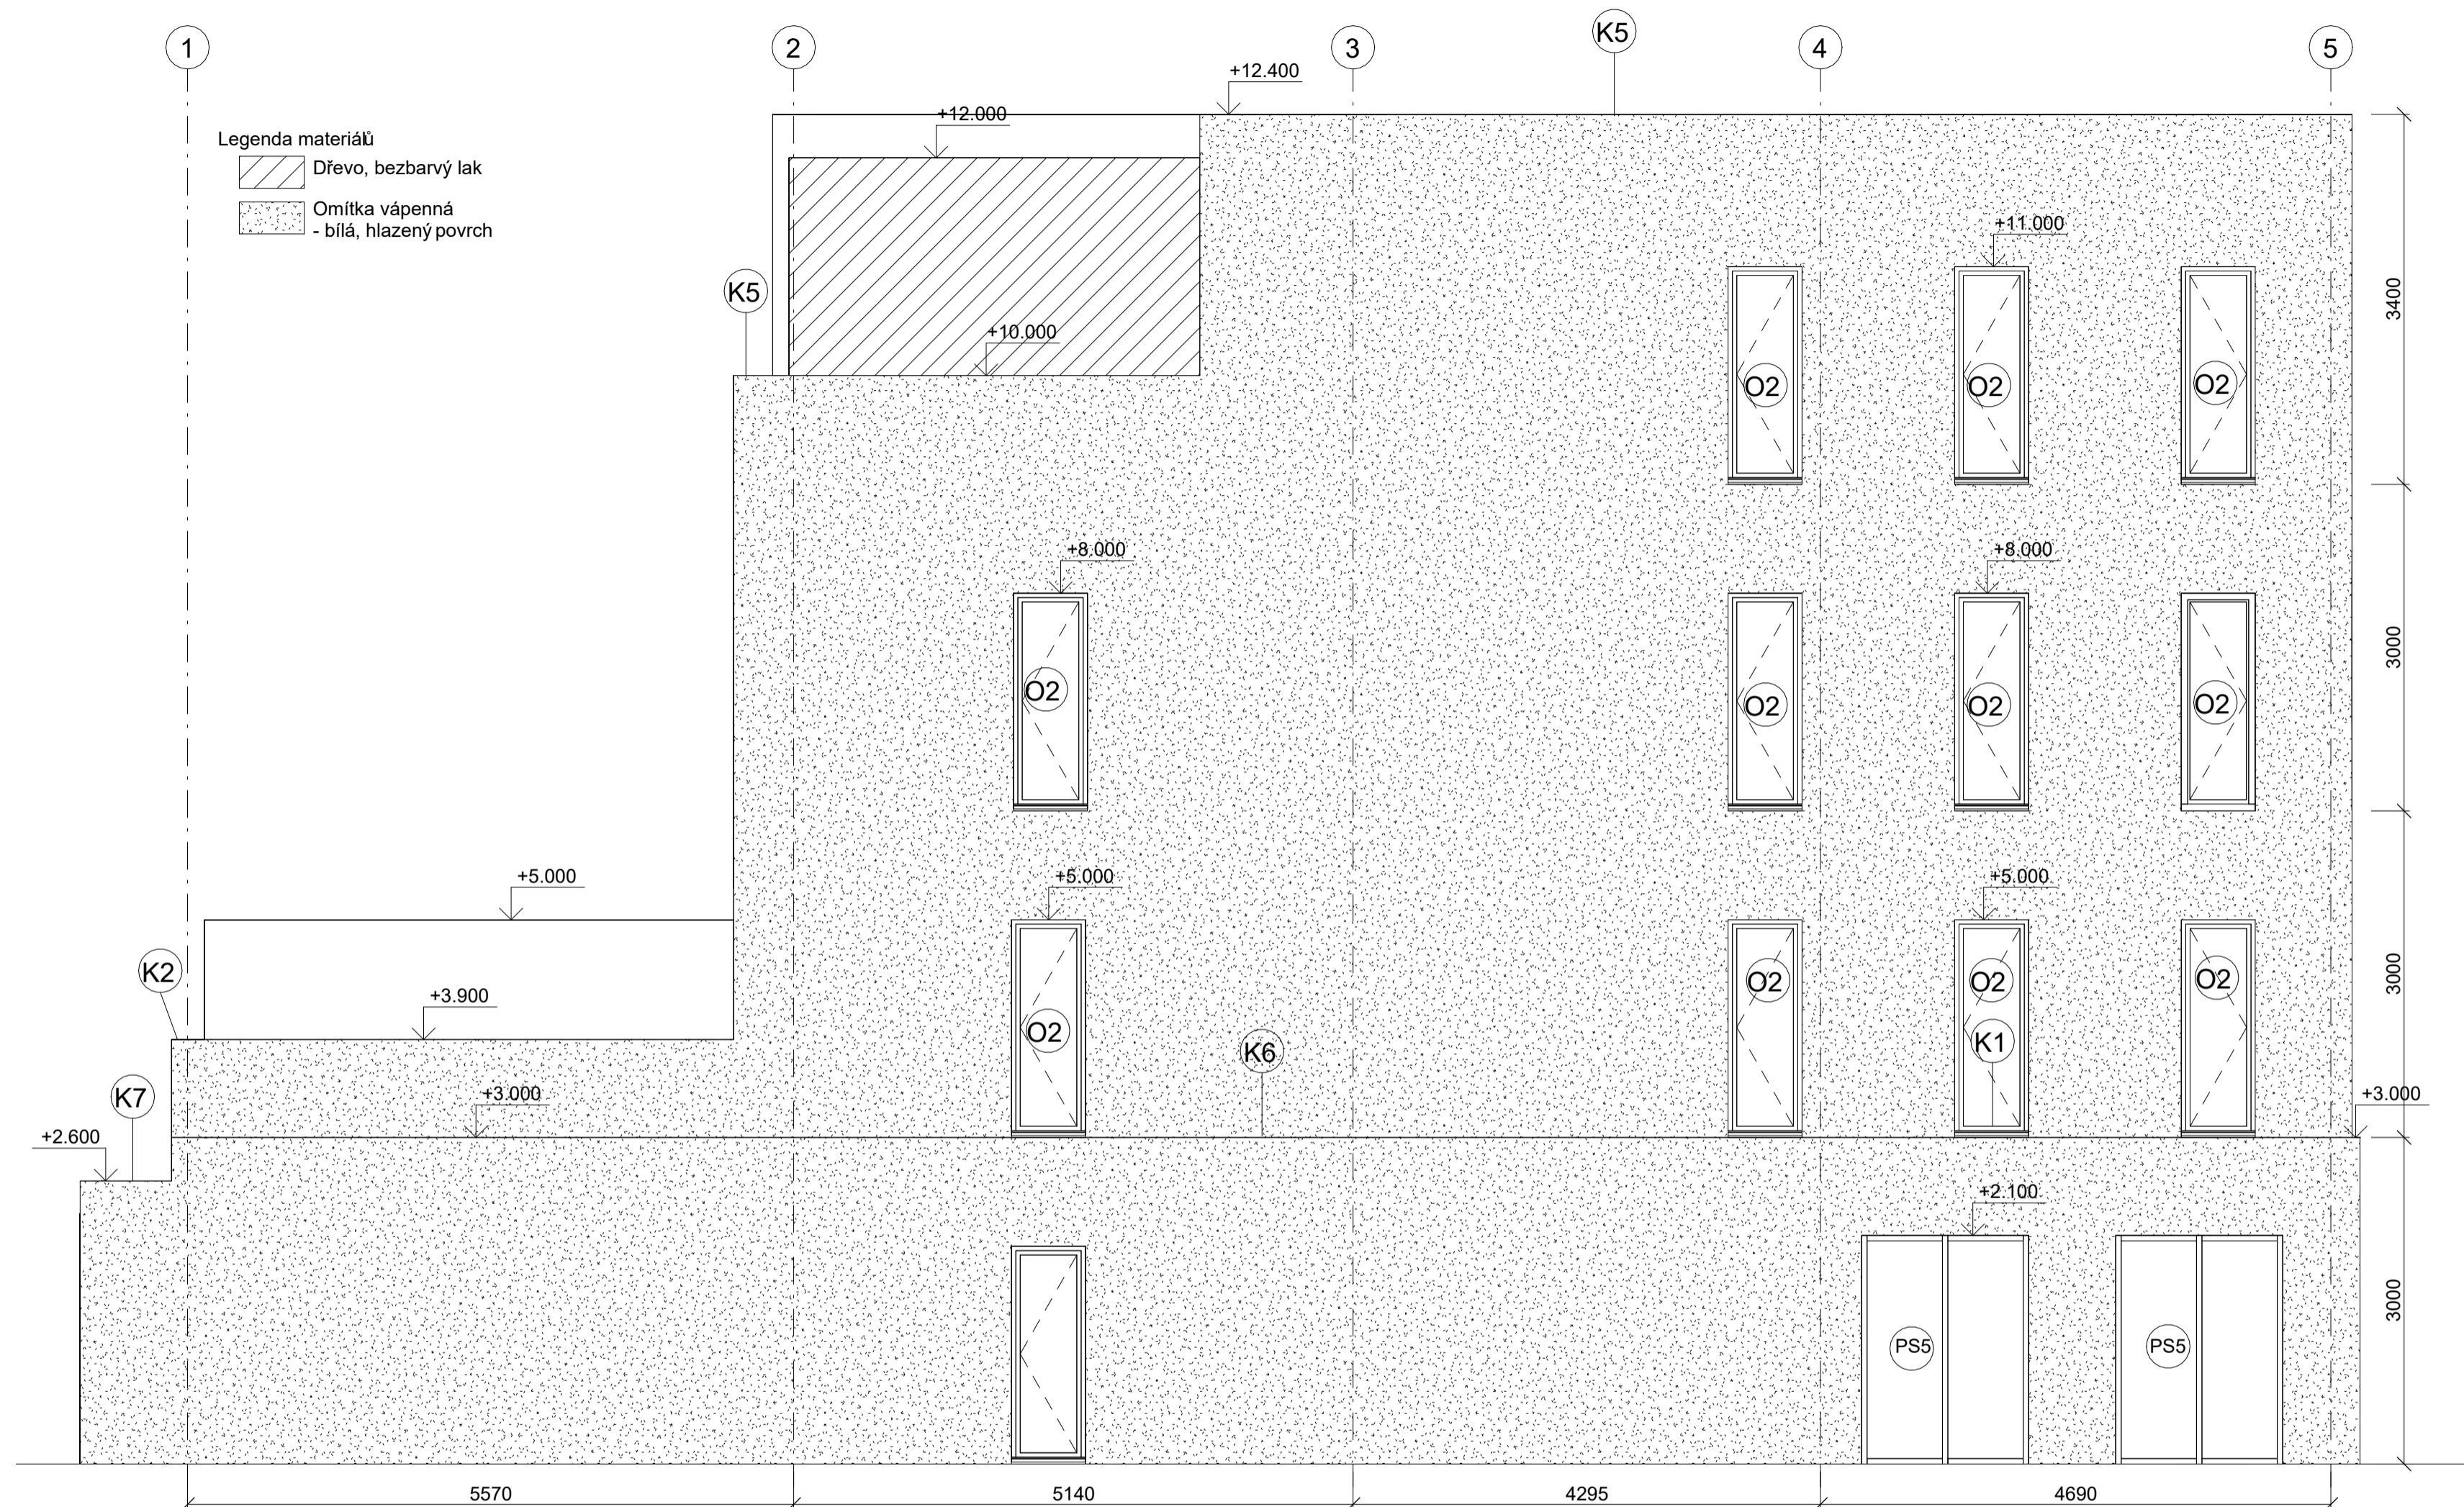 1
2
3
K5
4
5
+12.400
+12.000
Legenda materiálů
Dřevo, bezbarvý lak
Omítka vápenná
- bílá, hlazený povrch
+11.000
K5
3400
+10.000
O2
O2
O2
+8.000
+8.000
3000
O2
O2
O2
O2
+5.000
+5.000
+5.000
K2
3000
O2
O2
O2
+3.900
O2
K1
K6
K7
+3.000
+3.000
+2.600
+2.100
3000
PS5
PS5
5570
5140
4295
4690